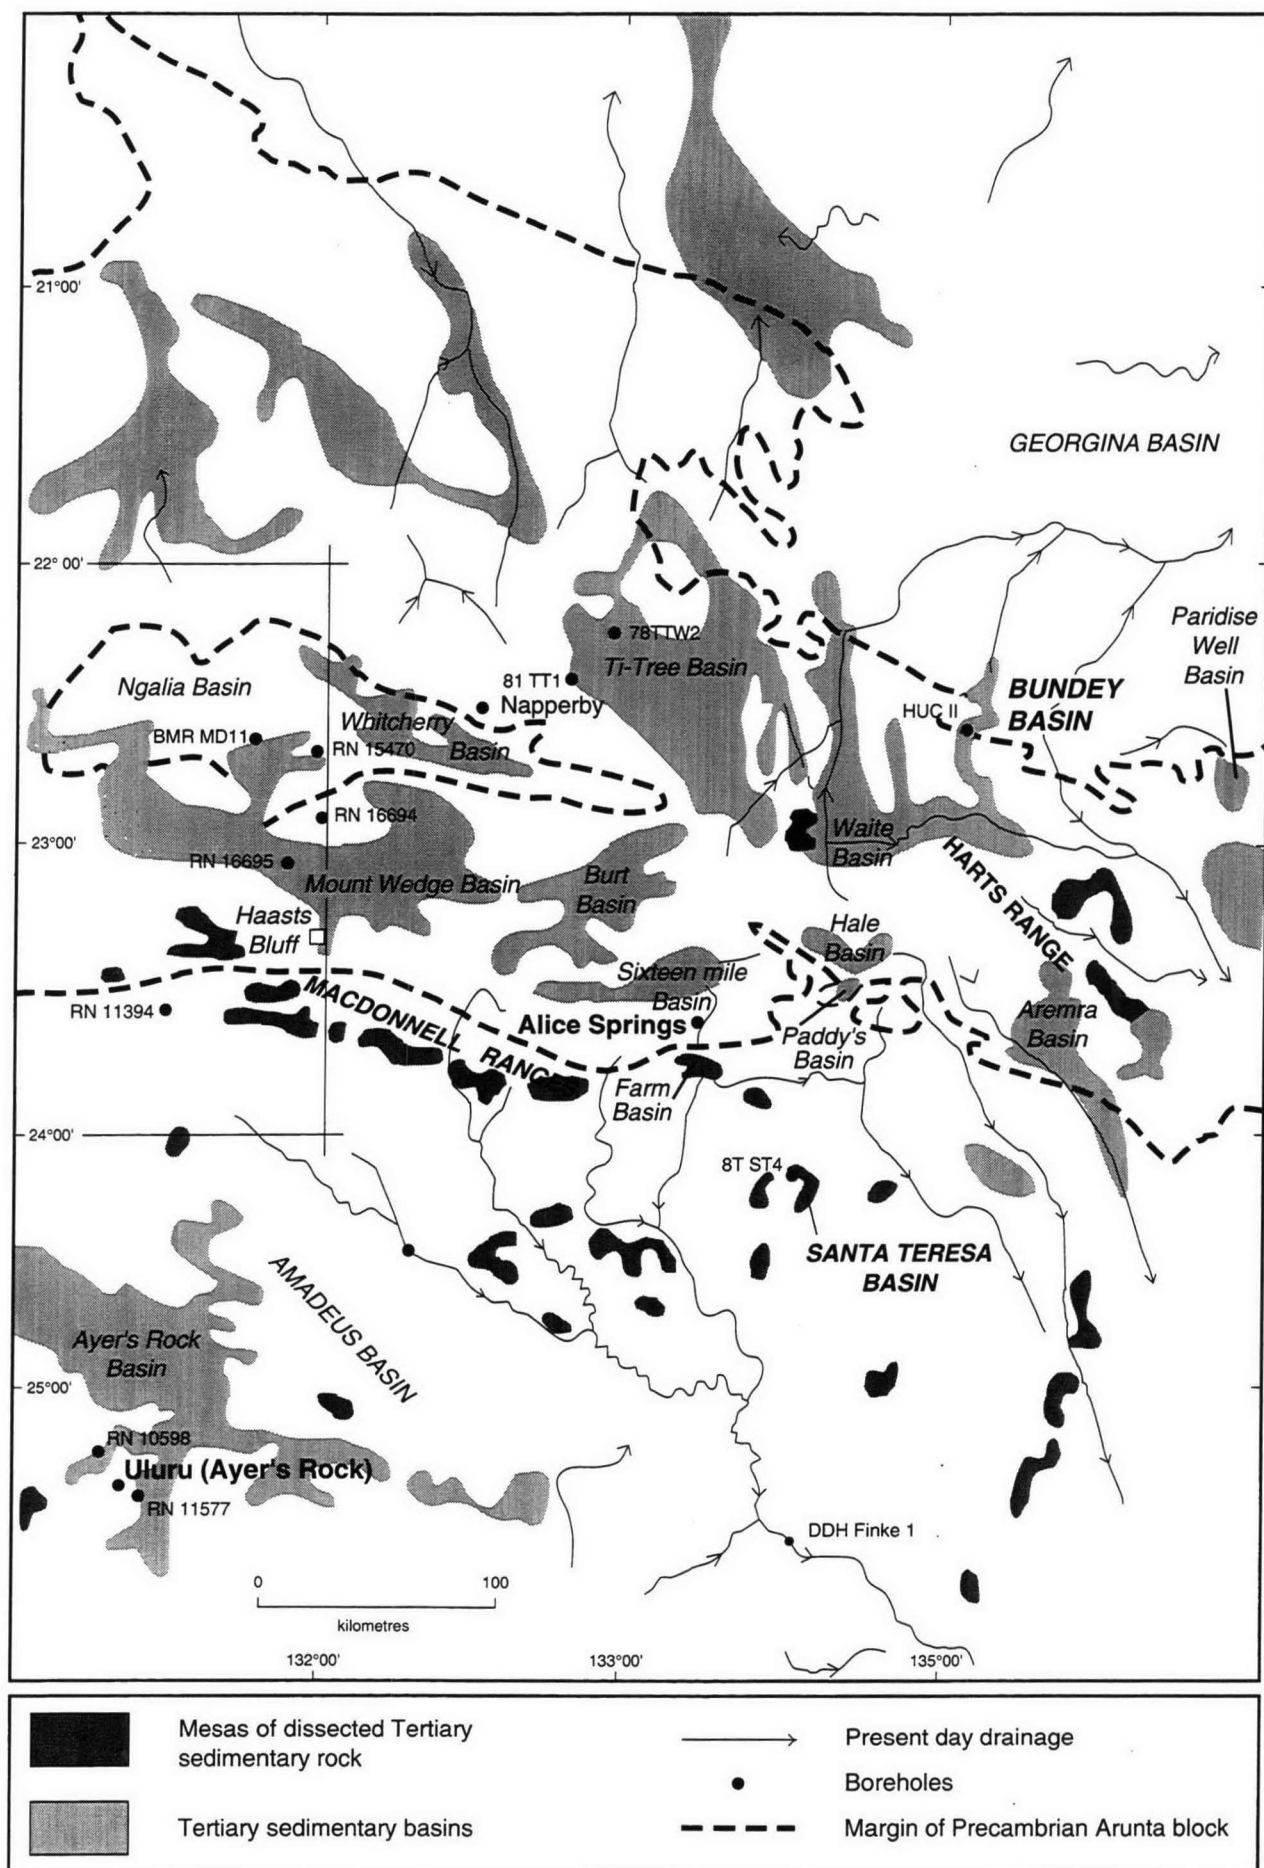 21°00'
GEORGINA BASIN
22°00'
Paridise
Well
Basin
78TTW2
Ti-Tree Basin
81 TT1
Napperby
Ngalia Basin
BUNDEY
BASIN
HUC II
Whitcherry
Basin
BMR MD11
RN 15470
RN 16694
23°00'
Waite
Basin
RN 16695
Mount Wedge Basin
Burt
Basin
HARTS RANGE
Haasts
Bluff
Hale
Basin
Sixteen mile
Basin
RN 11394
MACDONNELL RANGES
Alice Springs
Aremra
Basin
Paddy's
Basin
Farm
Basin
24°00'
8T ST4
SANTA TERESA
BASIN
AMADEUS BASIN
Ayer's Rock
Basin
25°00'
RN 10598
Uluru (Ayer's Rock)
RN 11577
DDH Finke 1
0 100
kilometres
132°00' 133°00' 135°00'
Mesas of dissected Tertiary
sedimentary rock
Present day drainage
Boreholes
Tertiary sedimentary basins
Margin of Precambrian Arunta block